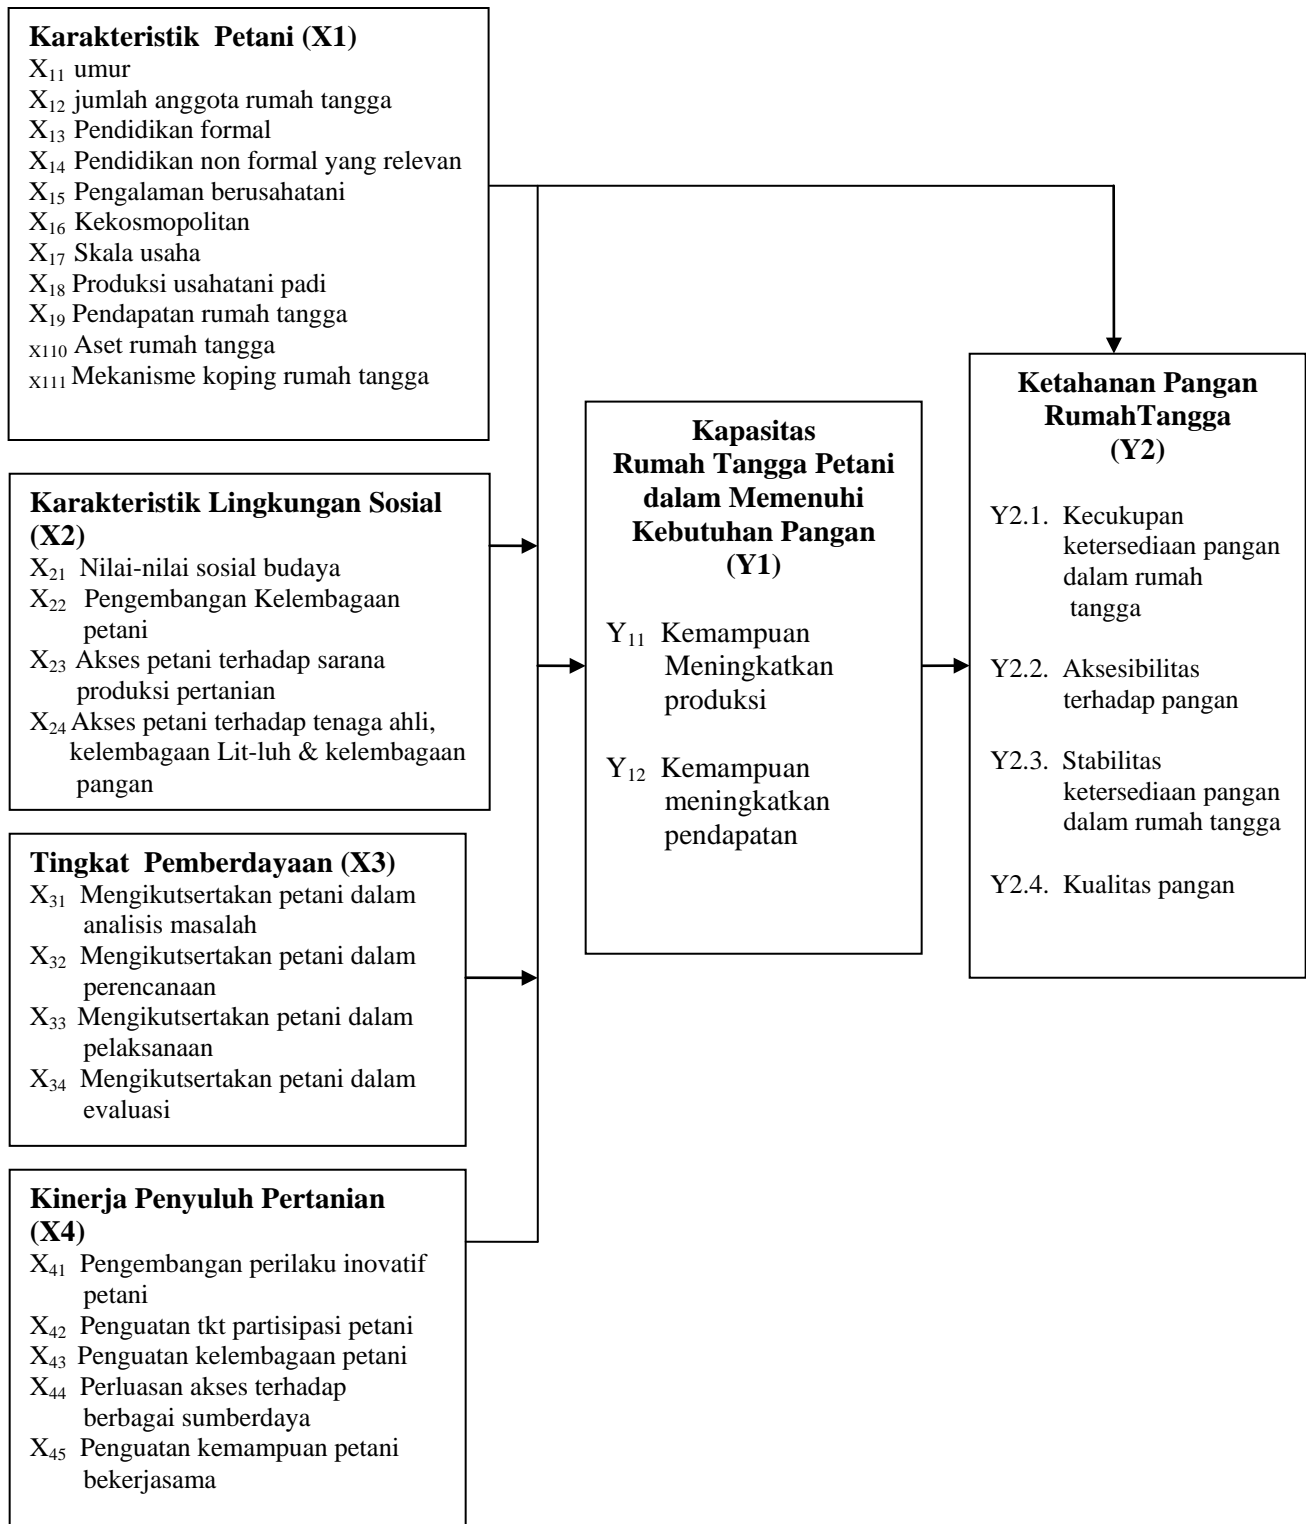 Karakteristik Petani (X1)
X₁₁ umur
X₁₂ jumlah anggota rumah tangga
X₁₃ Pendidikan formal
X₁₄ Pendidikan non formal yang relevan
X₁₅ Pengalaman berusahatani
X₁₆ Kekosmopolitan
X₁₇ Skala usaha
X₁₈ Produksi usahatani padi
X₁₉ Pendapatan rumah tangga
X110 Aset rumah tangga
X111 Mekanisme koping rumah tangga
Karakteristik Lingkungan Sosial
(X2)
X₂₁ Nilai-nilai sosial budaya
X₂₂ Pengembangan Kelembagaan
petani
X₂₃ Akses petani terhadap sarana
produksi pertanian
X₂₄ Akses petani terhadap tenaga ahli,
kelembagaan Lit-luh & kelembagaan
pangan
Tingkat Pemberdayaan (X3)
X₃₁ Mengikutsertakan petani dalam
analisis masalah
X₃₂ Mengikutsertakan petani dalam
perencanaan
X₃₃ Mengikutsertakan petani dalam
pelaksanaan
X₃₄ Mengikutsertakan petani dalam
evaluasi
Kinerja Penyuluh Pertanian
(X4)
X₄₁ Pengembangan perilaku inovatif
petani
X₄₂ Penguatan tkt partisipasi petani
X₄₃ Penguatan kelembagaan petani
X₄₄ Perluasan akses terhadap
berbagai sumberdaya
X₄₅ Penguatan kemampuan petani
bekerjasama
Kapasitas
Rumah Tangga Petani
dalam Memenuhi
Kebutuhan Pangan
(Y1)
Y₁₁ Kemampuan
Meningkatkan
produksi
Y₁₂ Kemampuan
meningkatkan
pendapatan
Ketahanan Pangan
RumahTangga
(Y2)
Y2.1. Kecukupan
ketersediaan pangan
dalam rumah
tangga
Y2.2. Aksesibilitas
terhadap pangan
Y2.3. Stabilitas
ketersediaan pangan
dalam rumah tangga
Y2.4. Kualitas pangan